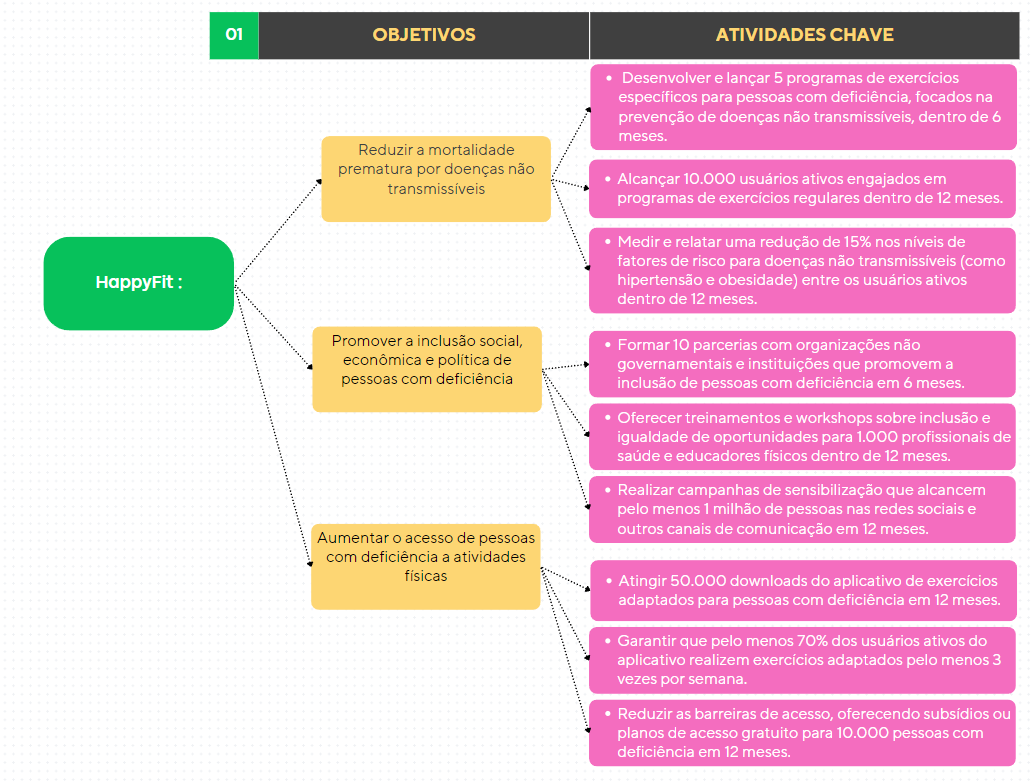 01
OBJETIVOS
ATIVIDADES CHAVE
HappyFit :
Reduzir a mortalidade
prematura por doenças não
transmissíveis
• Desenvolver e lançar 5 programas de exercícios
específicos para pessoas com deficiência, focados na
prevenção de doenças não transmissíveis, dentro de 6
meses.
• Alcançar 10.000 usuários ativos engajados em
programas de exercícios regulares dentro de 12 meses.
• Medir e relatar uma redução de 15% nos níveis de
fatores de risco para doenças não transmissíveis (como
hipertensão e obesidade) entre os usuários ativos
dentro de 12 meses.
Promover a inclusão social,
econômica e política de
pessoas com deficiência
• Formar 10 parcerias com organizações não
governamentais e instituições que promovem a
inclusão de pessoas com deficiência em 6 meses.
• Oferecer treinamentos e workshops sobre inclusão e
igualdade de oportunidades para 1.000 profissionais de
saúde e educadores físicos dentro de 12 meses.
• Realizar campanhas de sensibilização que alcancem
pelo menos 1 milhão de pessoas nas redes sociais e
outros canais de comunicação em 12 meses.
Aumentar o acesso de pessoas
com deficiência a atividades
físicas
• Atingir 50.000 downloads do aplicativo de exercícios
adaptados para pessoas com deficiência em 12 meses.
• Garantir que pelo menos 70% dos usuários ativos do
aplicativo realizem exercícios adaptados pelo menos 3
vezes por semana.
• Reduzir as barreiras de acesso, oferecendo subsídios ou
planos de acesso gratuito para 10.000 pessoas com
deficiência em 12 meses.